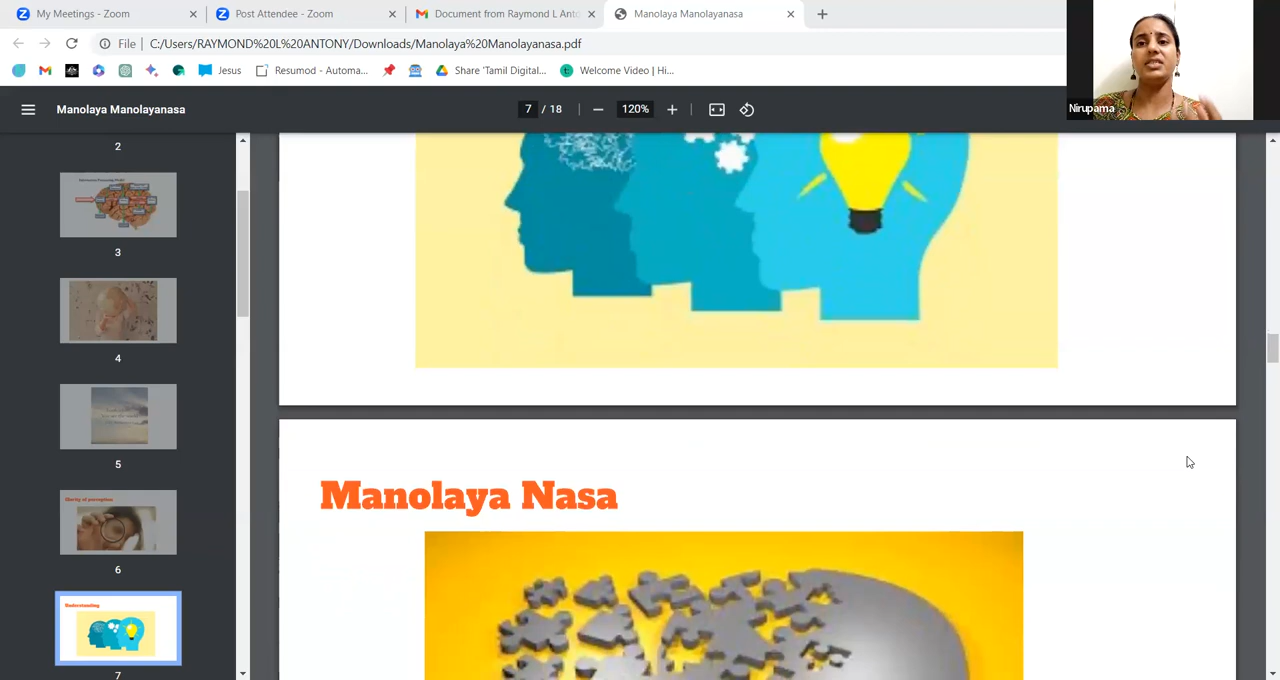 My Meetings - Zoom
Post Attendee - Zoom
Document from Raymond L Anto
Manolaya Manolayanasa
File C:/Users/RAYMOND%20L%20ANTONY/Downloads/Manolaya%20Manolayanasa.pdf
Jesus
Resumod - Automa...
Share 'Tamil Digital...
Welcome Video | Hi...
Nirupama
Manolaya Manolayanasa
7 / 18
120%
2
3
4
5
Clarity of perception
6
Understanding
7
Manolaya Nasa